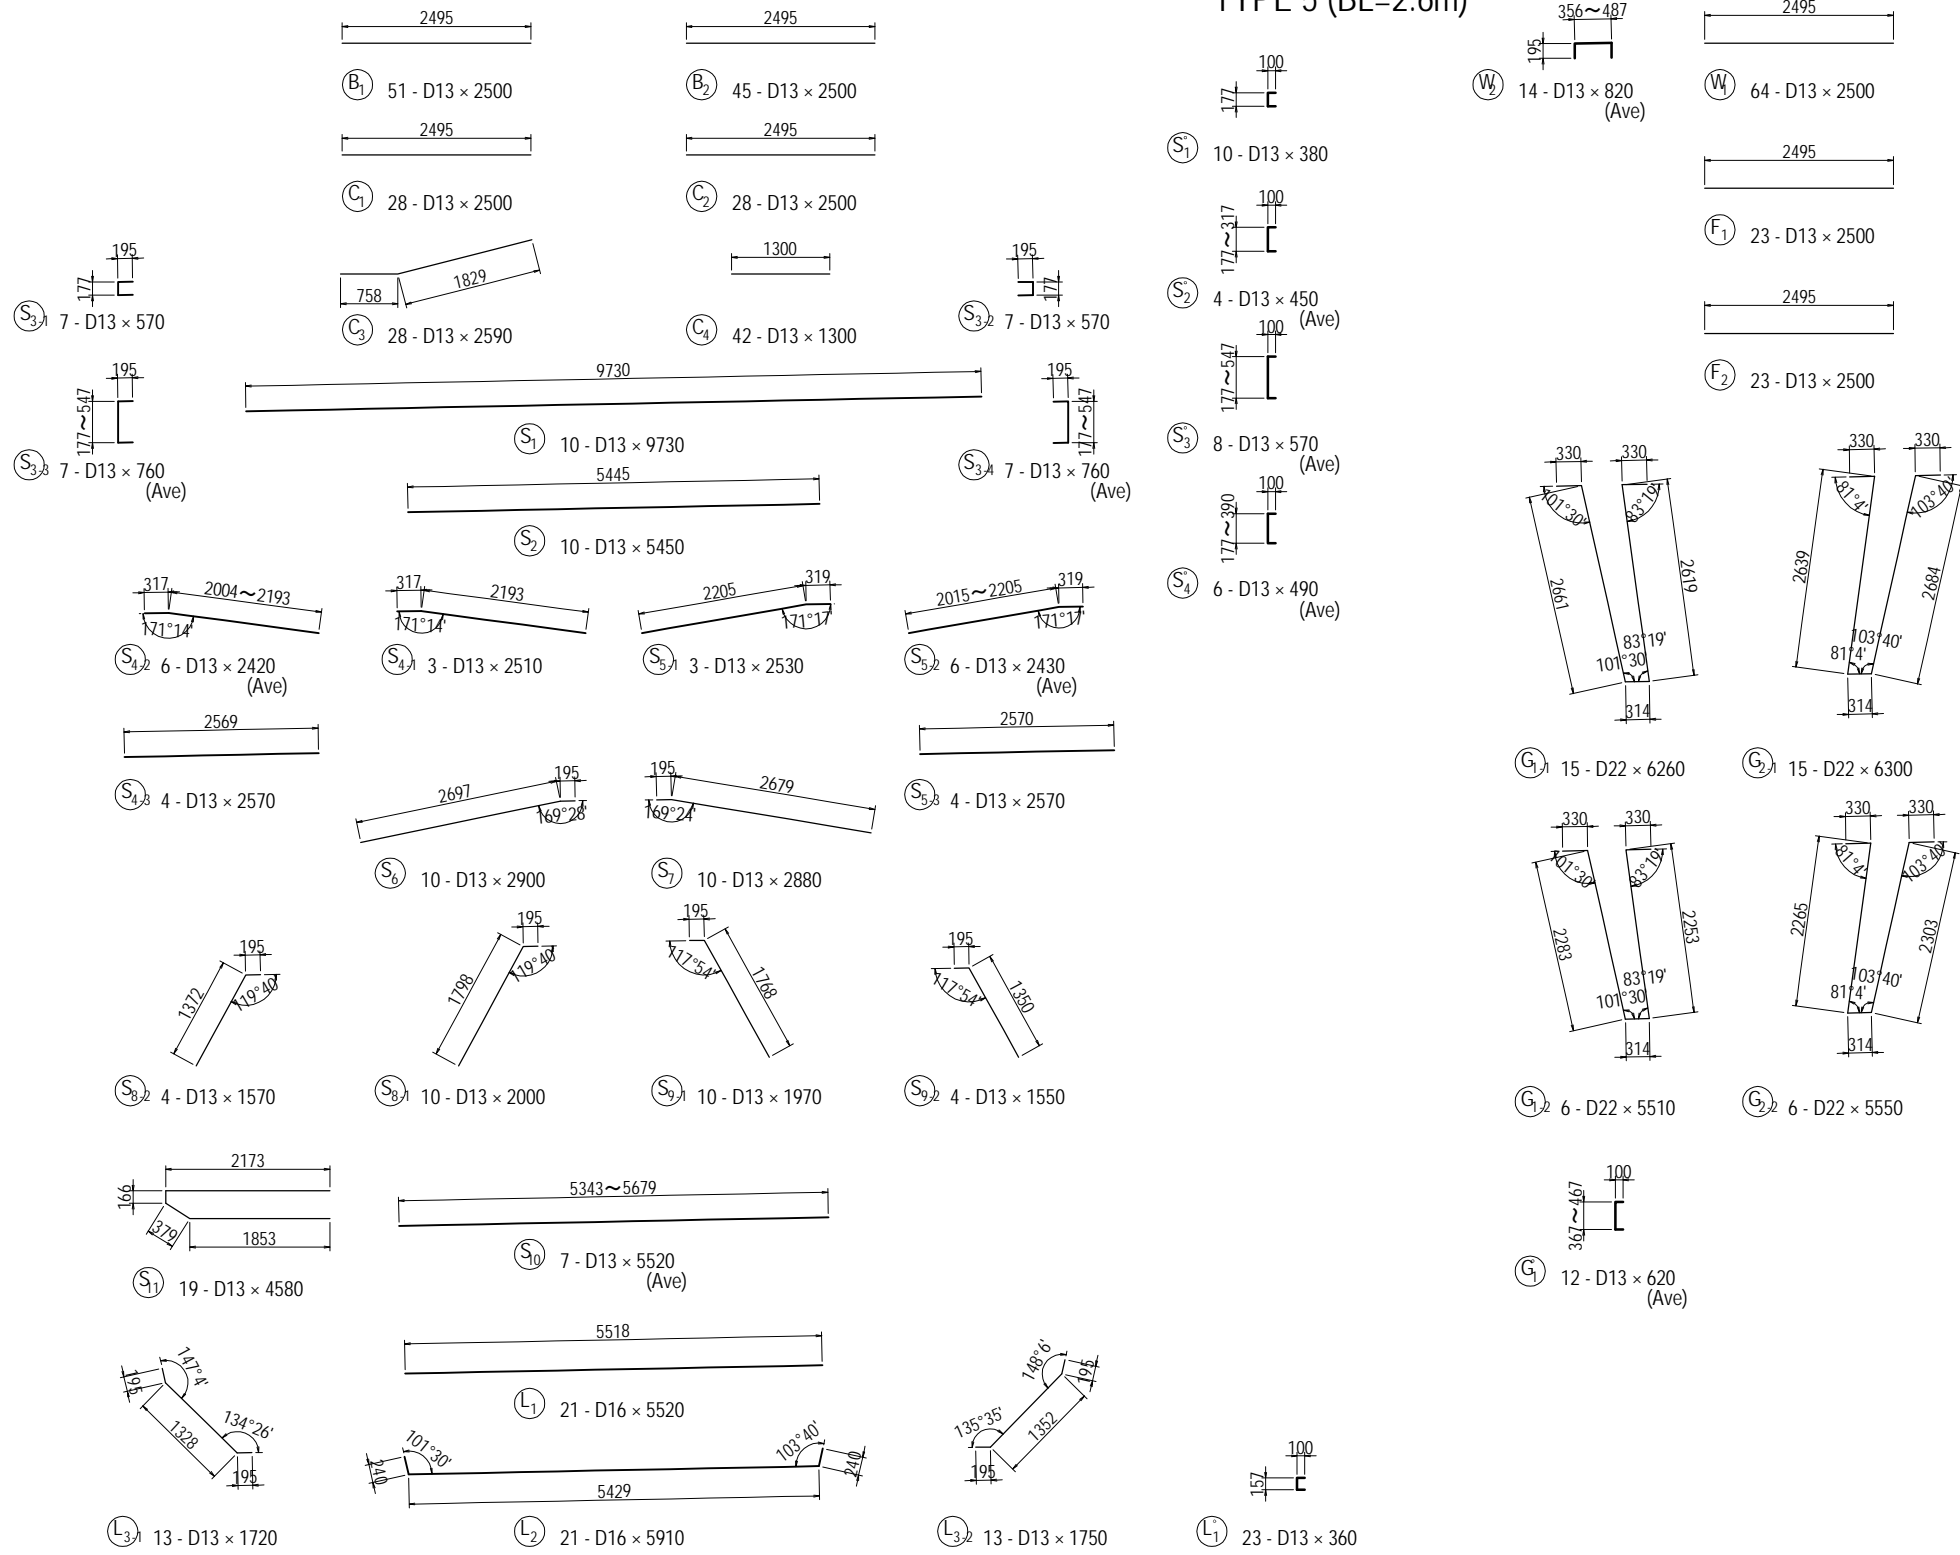 TYPE 5 (BL=2.6m)
2495
B1 51 - D13 × 2500
2495
B2 45 - D13 × 2500
2495
C1 28 - D13 × 2500
2495
C2 28 - D13 × 2500
758
1829
C3 28 - D13 × 2590
1300
C4 42 - D13 × 1300
195
177
S3-1 7 - D13 × 570
195
177
S3-2 7 - D13 × 570
195
177～547
S3-3 7 - D13 × 760
(Ave)
195
177～547
S3-4 7 - D13 × 760
(Ave)
9730
S1 10 - D13 × 9730
5445
S2 10 - D13 × 5450
317
2004～2193
171°14'
S4-2 6 - D13 × 2420
(Ave)
317
2193
171°14'
S4-1 3 - D13 × 2510
2205
319
171°17'
S5-1 3 - D13 × 2530
2015～2205
319
171°17'
S5-2 6 - D13 × 2430
(Ave)
2569
S4-3 4 - D13 × 2570
2697
195
169°28'
S6 10 - D13 × 2900
195
2679
169°24'
S7 10 - D13 × 2880
2570
S5-3 4 - D13 × 2570
195
1372
119°40'
S8-2 4 - D13 × 1570
195
1798
119°40'
S8-1 10 - D13 × 2000
195
117°54'
1768
S9-1 10 - D13 × 1970
195
117°54'
1350
S9-2 4 - D13 × 1550
2173
166
379
1853
S11 19 - D13 × 4580
5343～5679
S10 7 - D13 × 5520
(Ave)
5518
L1 21 - D16 × 5520
147°4'
195
1328
134°26'
195
L3-1 13 - D13 × 1720
101°30'
240
5429
103°40'
240
L2 21 - D16 × 5910
148°6'
195
135°35'
1352
195
L3-2 13 - D13 × 1750
100
157
L1° 23 - D13 × 360
100
177
S1° 10 - D13 × 380
100
177～317
S2° 4 - D13 × 450
(Ave)
100
177～547
S3° 8 - D13 × 570
(Ave)
100
177～390
S4° 6 - D13 × 490
(Ave)
356～487
195
W2 14 - D13 × 820
(Ave)
2495
W1 64 - D13 × 2500
2495
F1 23 - D13 × 2500
2495
F2 23 - D13 × 2500
330
330
101°30'
83°19'
2661
2619
83°19'
101°30'
314
G1-1 15 - D22 × 6260
330
330
81°4'
103°40'
2639
2684
103°40'
81°4'
314
G2-1 15 - D22 × 6300
330
330
101°30'
83°19'
2283
2253
83°19'
101°30'
314
G1-2 6 - D22 × 5510
330
330
81°4'
103°40'
2265
2303
103°40'
81°4'
314
G2-2 6 - D22 × 5550
100
367～467
G1° 12 - D13 × 620
(Ave)